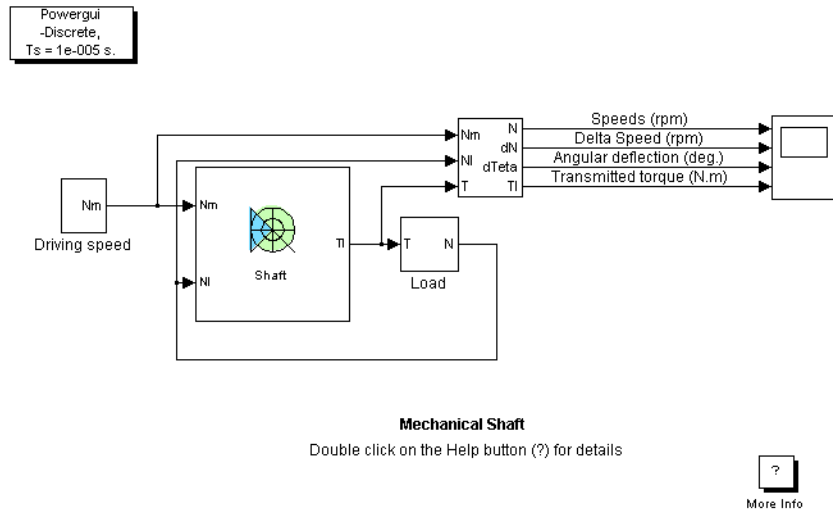 Powergui
-Discrete,
Ts = 1e-005 s.
Speeds (rpm)
Nm
N
Delta Speed (rpm)
dN
Nl
Angular deflection (deg.)
dTeta
Transmitted torque (N.m)
T
Tl
Nm
Driving speed
Nm
Tl
Shaft
Nl
T
N
Load
Mechanical Shaft
Double click on the Help button (?) for details
?
More Info